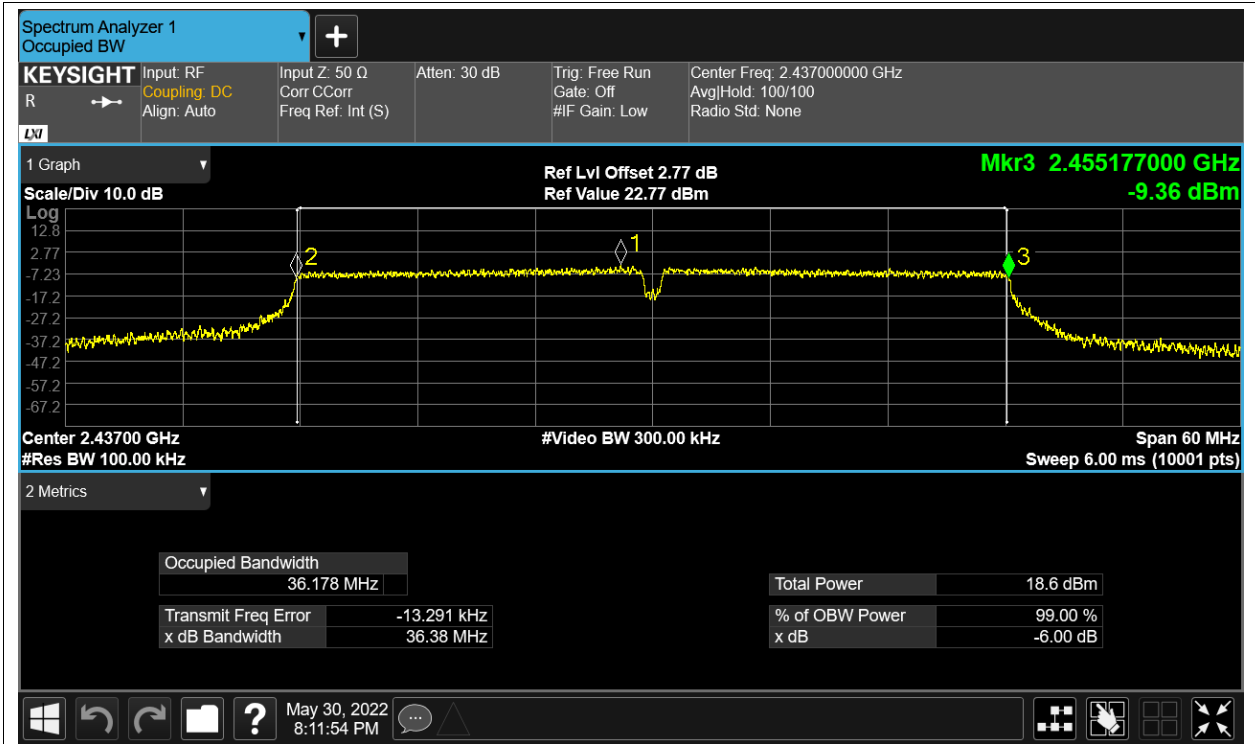 Spectrum Analyzer 1
Occupied BW
+
KEYSIGHT Input: RF Input Z: 50 Ω Atten: 30 dB Trig: Free Run Center Freq: 2.437000000 GHz
R Coupling: DC Corr CCorr Gate: Off Avg|Hold: 100/100
Align: Auto Freq Ref: Int (S) #IF Gain: Low Radio Std: None
LXI
1 Graph Ref Lvl Offset 2.77 dB Mkr3 2.455177000 GHz
Scale/Div 10.0 dB Ref Value 22.77 dBm -9.36 dBm
Log
12.8
2.77
-7.23
-17.2
-27.2
-37.2
-47.2
-57.2
-67.2
2
1
3
Center 2.43700 GHz #Video BW 300.00 kHz Span 60 MHz
#Res BW 100.00 kHz Sweep 6.00 ms (10001 pts)
2 Metrics
Occupied Bandwidth
36.178 MHz Total Power 18.6 dBm
Transmit Freq Error -13.291 kHz % of OBW Power 99.00 %
x dB Bandwidth 36.38 MHz x dB -6.00 dB
? May 30, 2022
8:11:54 PM